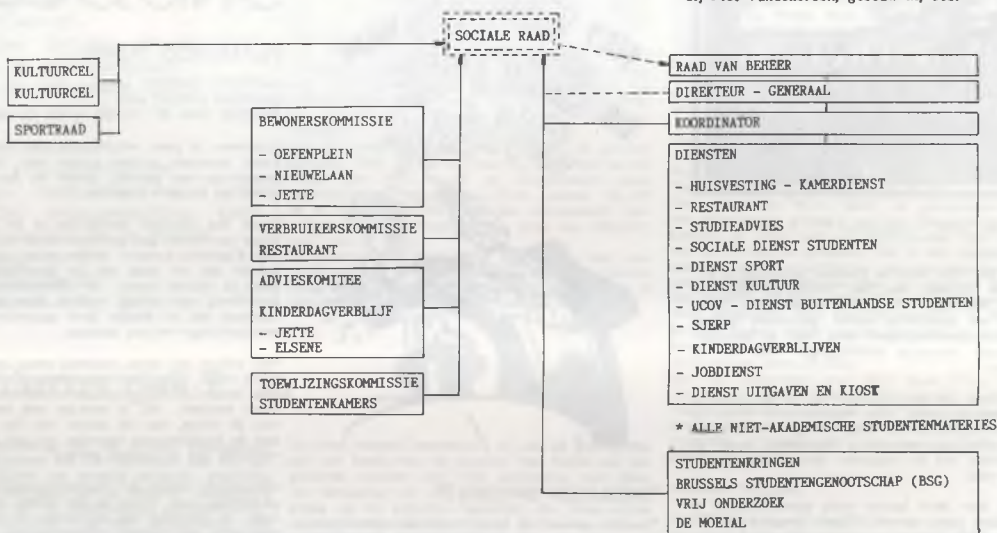 SOCIALE RAAD
KULTUURCEL
KULTUURCEL
SPORTRAAD
BEWONERSKOMMISSIE
- OEFENPLEIN
- NIEUWELAAN
- JETTE
VERBRUIKERSKOMMISSIE
RESTAURANT
ADVIESKOMITEE
KINDERDAGVERBLIJF
- JETTE
- ELSENE
TOEWIJZINGSKOMMISSIE
STUDENTENKAMERS
RAAD VAN BEHEER
DIREKTEUR - GENERAAL
KOORDINATOR
DIENSTEN
- HUISVESTING - KAMERDIENST
- RESTAURANT
- STUDIEADVIES
- SOCIALE DIENST STUDENTEN
- DIENST SPORT
- DIENST KULTUUR
- UCOV - DIENST BUITENLANDSE STUDENTEN
- SJERP
- KINDERDAGVERBLIJVEN
- JOBDIENST
- DIENST UITGAVEN EN KIOSK
* ALLE NIET-AKADEMISCHE STUDENTENMATERIES
STUDENTENKRINGEN
BRUSSELS STUDENTENGENOOTSCHAP (BSG)
VRIJ ONDERZOEK
DE MOEIAL